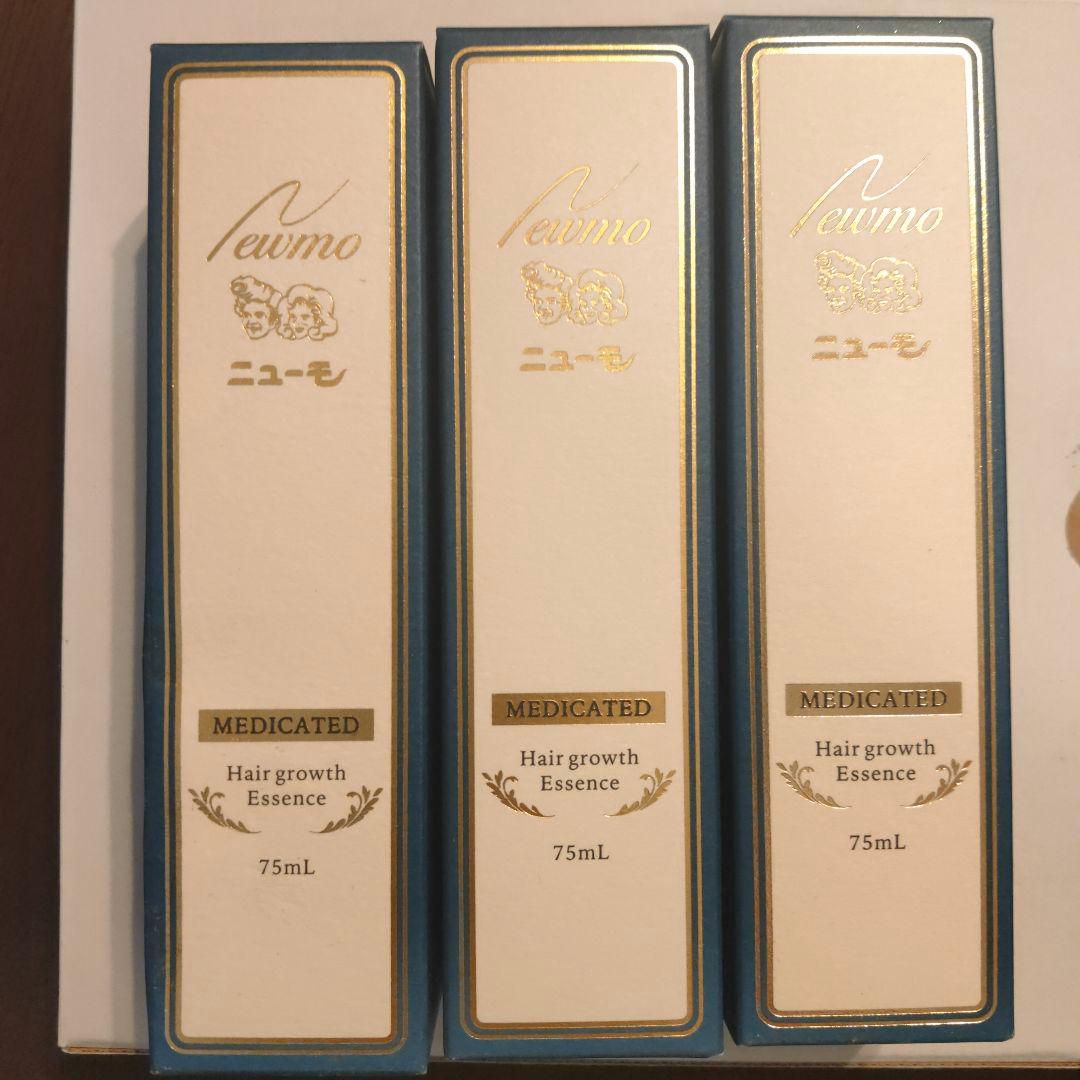 Newmo
ニューモ
MEDICATED
Hair growth
Essence
75mL
Newmo
ニューモ
MEDICATED
Hair growth
Essence
75mL
Newmo
ニューモ
MEDICATED
Hair growth
Essence
75mL